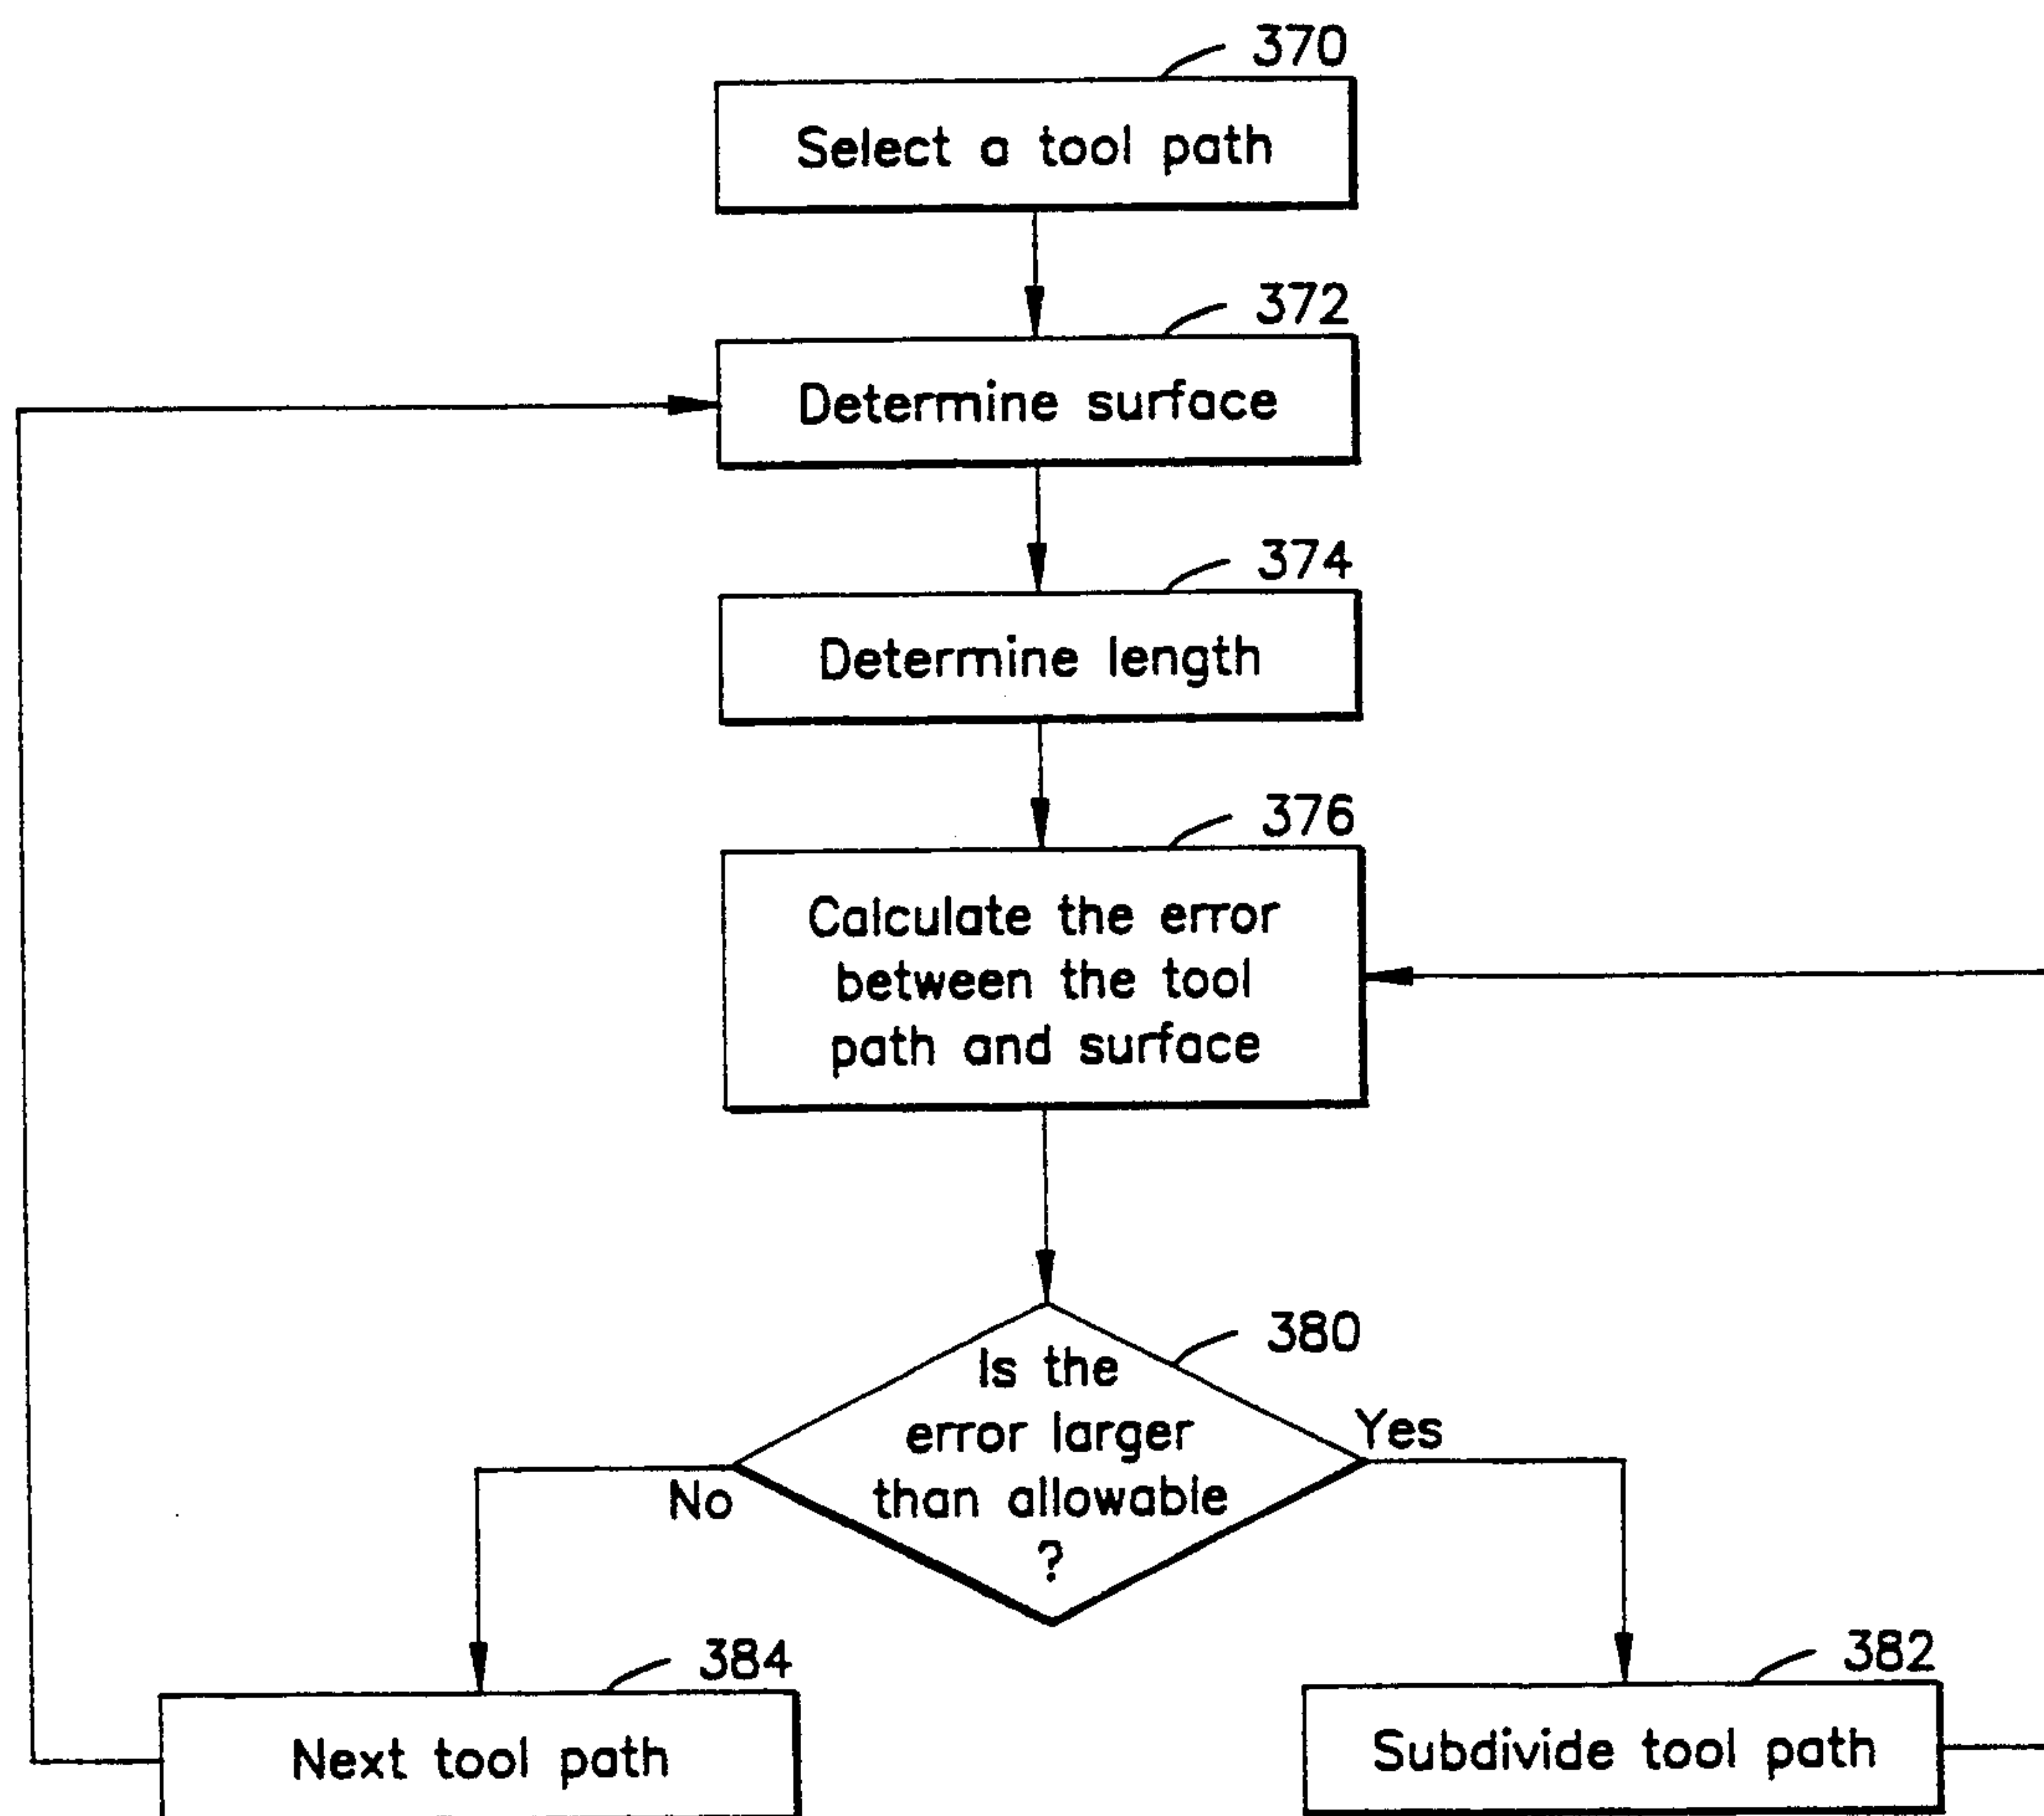 370
Select a tool path
372
Determine surface
374
Determine length
376
Calculate the error
between the tool
path and surface
380
Is the
error larger
than allowable
?
Yes
No
384
Next tool path
382
Subdivide tool path